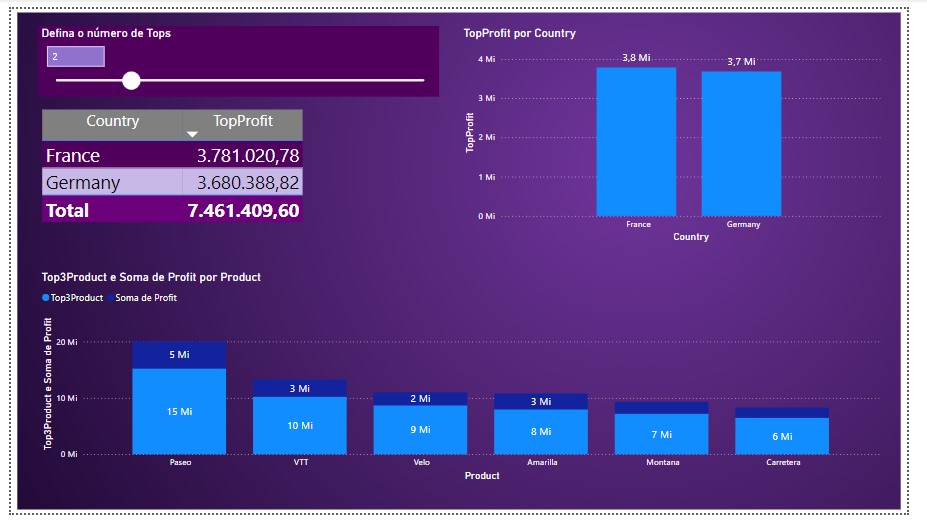 Defina o número de Tops
2
Country TopProfit
France 3.781.020,78
Germany 3.680.388,82
Total 7.461.409,60
TopProfit por Country
TopProfit
4 Mi
3 Mi
2 Mi
1 Mi
0 Mi
3,8 Mi 3,7 Mi
France Germany
Country
Top3Product e Soma de Profit por Product
Top3Product Soma de Profit
Top3Product e Soma de Profit
20 Mi
10 Mi
0 Mi
5 Mi 3 Mi 2 Mi 3 Mi
15 Mi 10 Mi 9 Mi 8 Mi 7 Mi 6 Mi
Paseo VTT Velo Amarilla Montana Carretera
Product